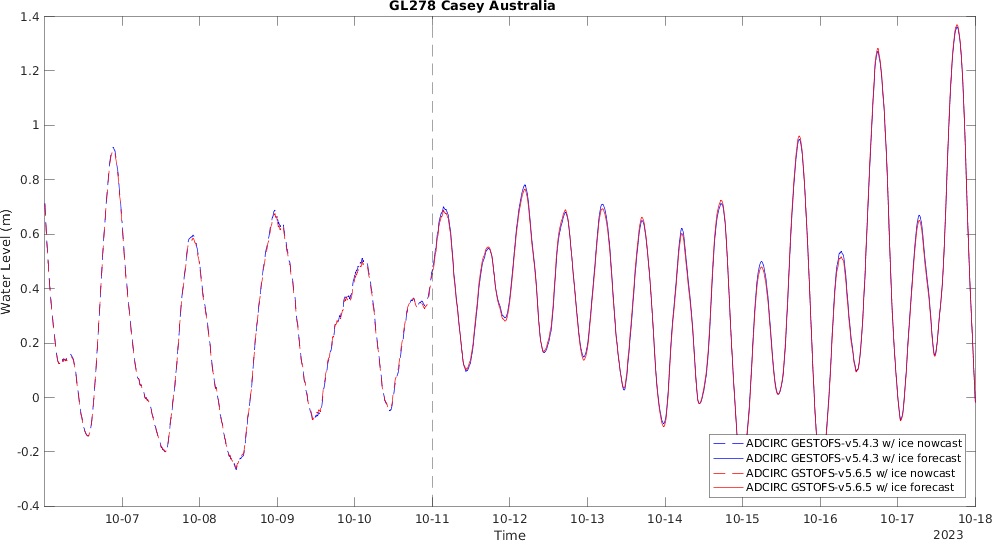 GL278 Casey Australia
1.4
1.2
1
0.8
0.6
0.4
0.2
0
-0.2
-0.4
Water Level (m)
ADCIRC GESTOFS-v5.4.3 w/ ice nowcast
ADCIRC GESTOFS-v5.4.3 w/ ice forecast
ADCIRC GSTOFS-v5.6.5 w/ ice nowcast
ADCIRC GSTOFS-v5.6.5 w/ ice forecast
10-07 10-08 10-09 10-10 10-11 10-12 10-13 10-14 10-15 10-16 10-17 10-18
Time
2023